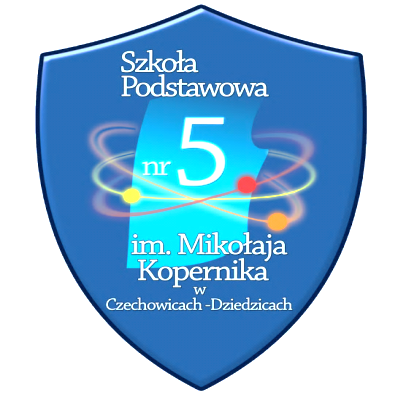 Szkoła
Podstawowa
nr 5
im. Mikołaja
Kopernika
w
Czechowicach -Dziedzicach